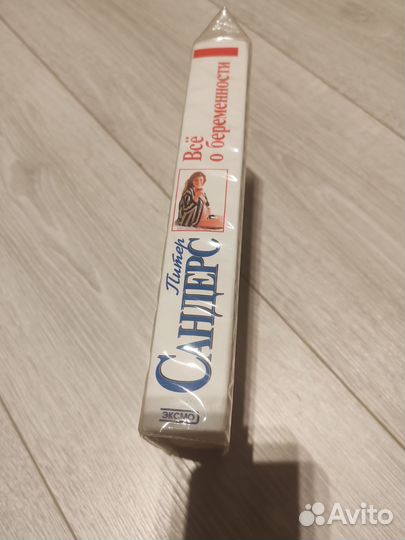 Питер
САНДЕРС
Всё
о беременности
ЭКСМО
Avito